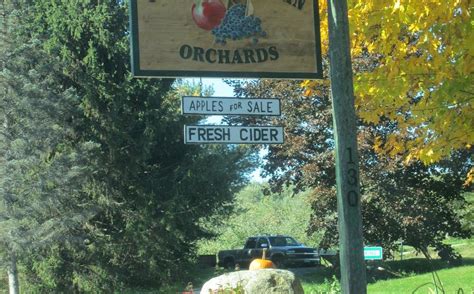 ORCHARDS
APPLES FOR SALE
FRESH CIDER
130